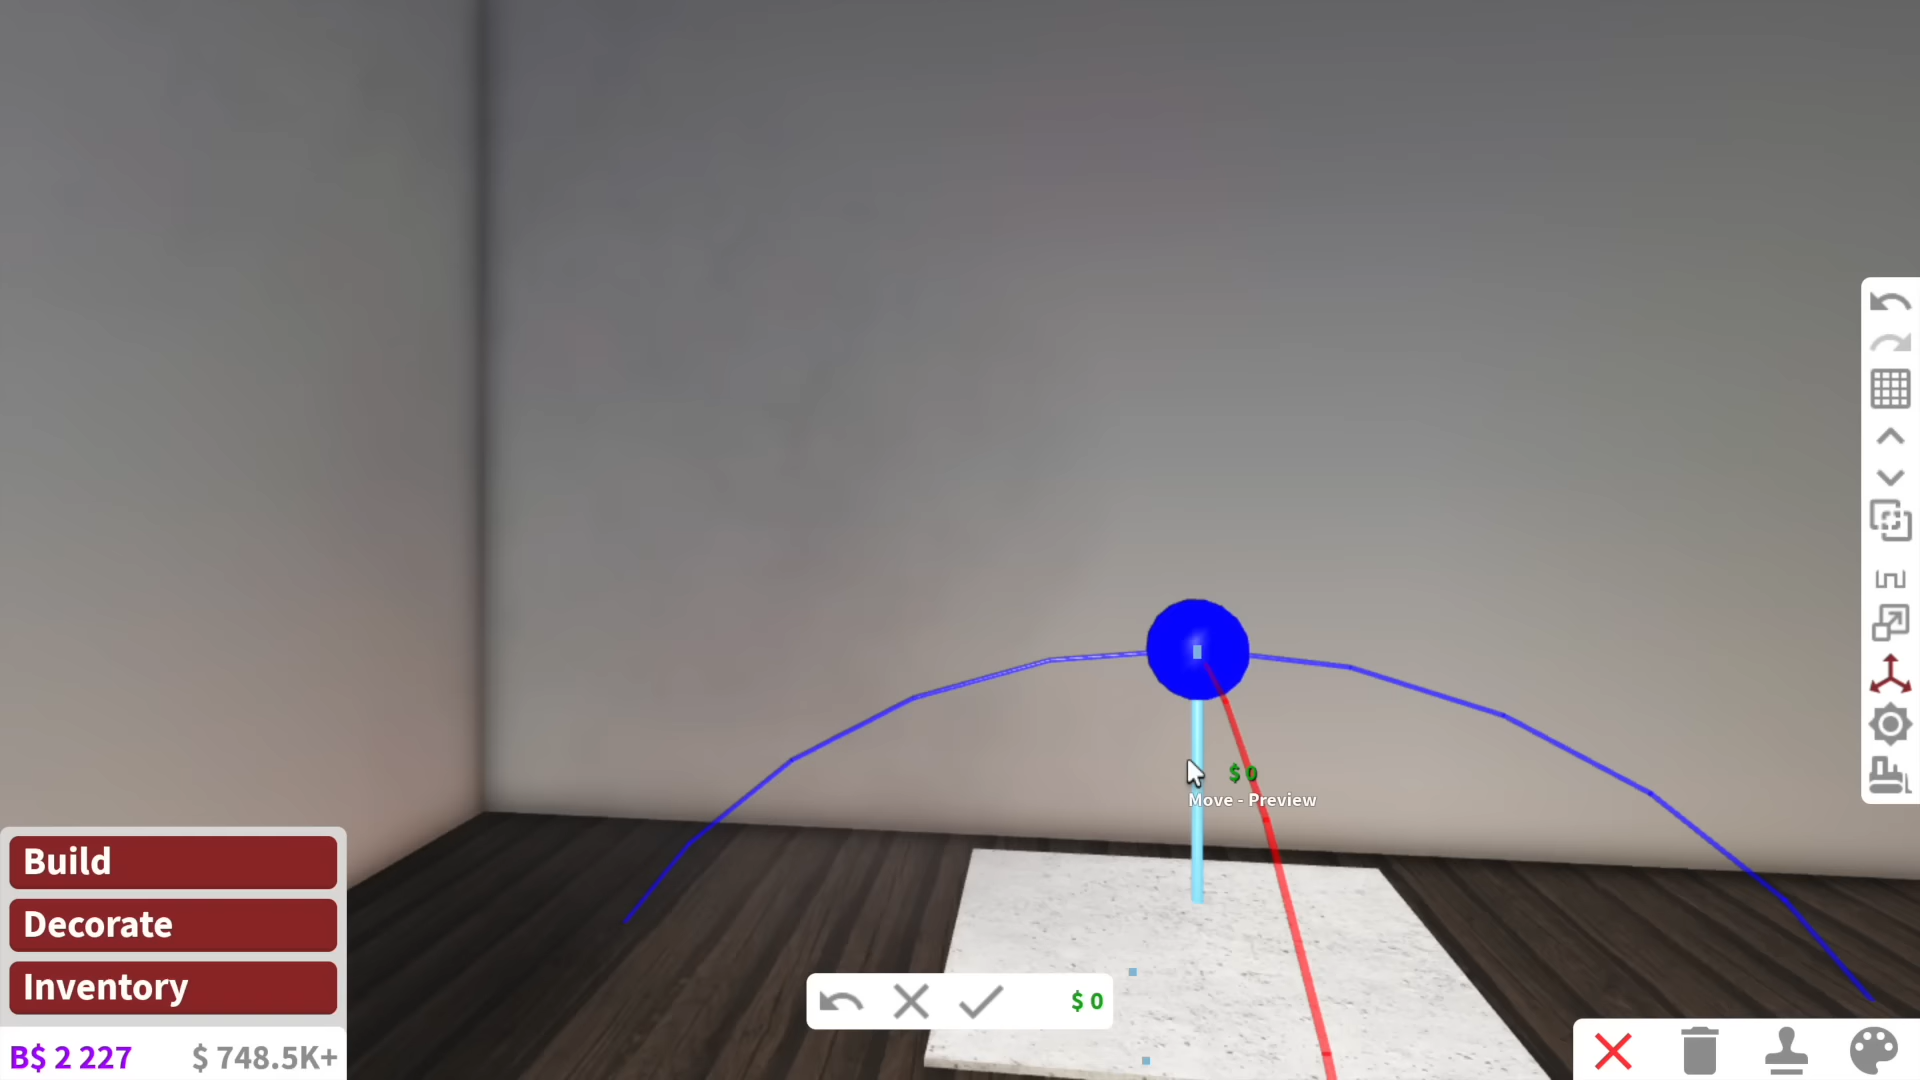 $ 0
Move - Preview
Build
Decorate
Inventory
B$ 2 227
$ 748.5K+
$ 0